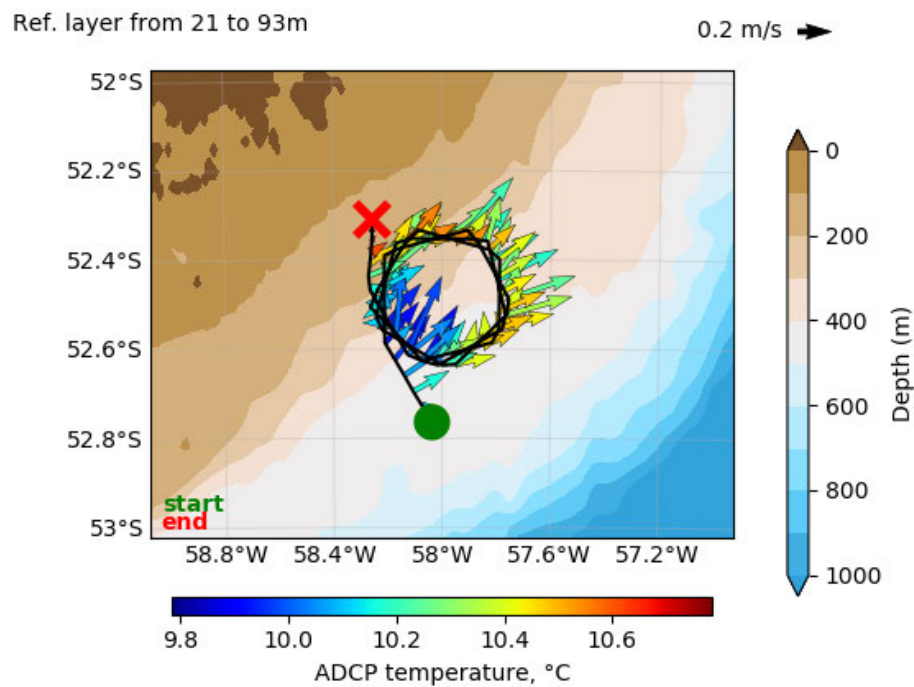 Ref. layer from 21 to 93m
0.2 m/s
52°S
52.2°S
52.4°S
52.6°S
52.8°S
53°S
start
end
58.8°W 58.4°W 58°W 57.6°W 57.2°W
0
200
400
600
800
1000
Depth (m)
9.8 10.0 10.2 10.4 10.6
ADCP temperature, °C